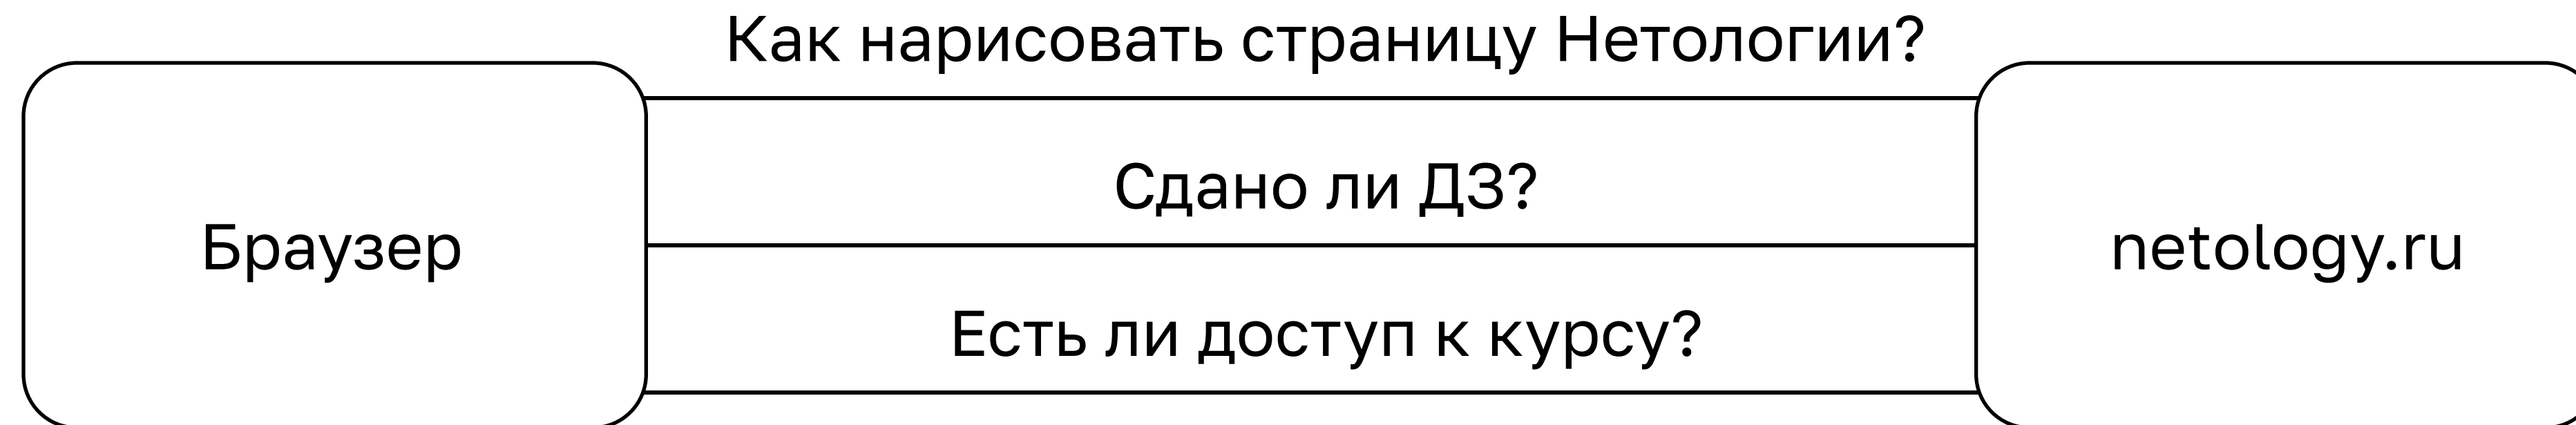 Как нарисовать страницу Нетологии?
Сдано ли ДЗ?
Браузер
netology.ru
Есть ли доступ к курсу?